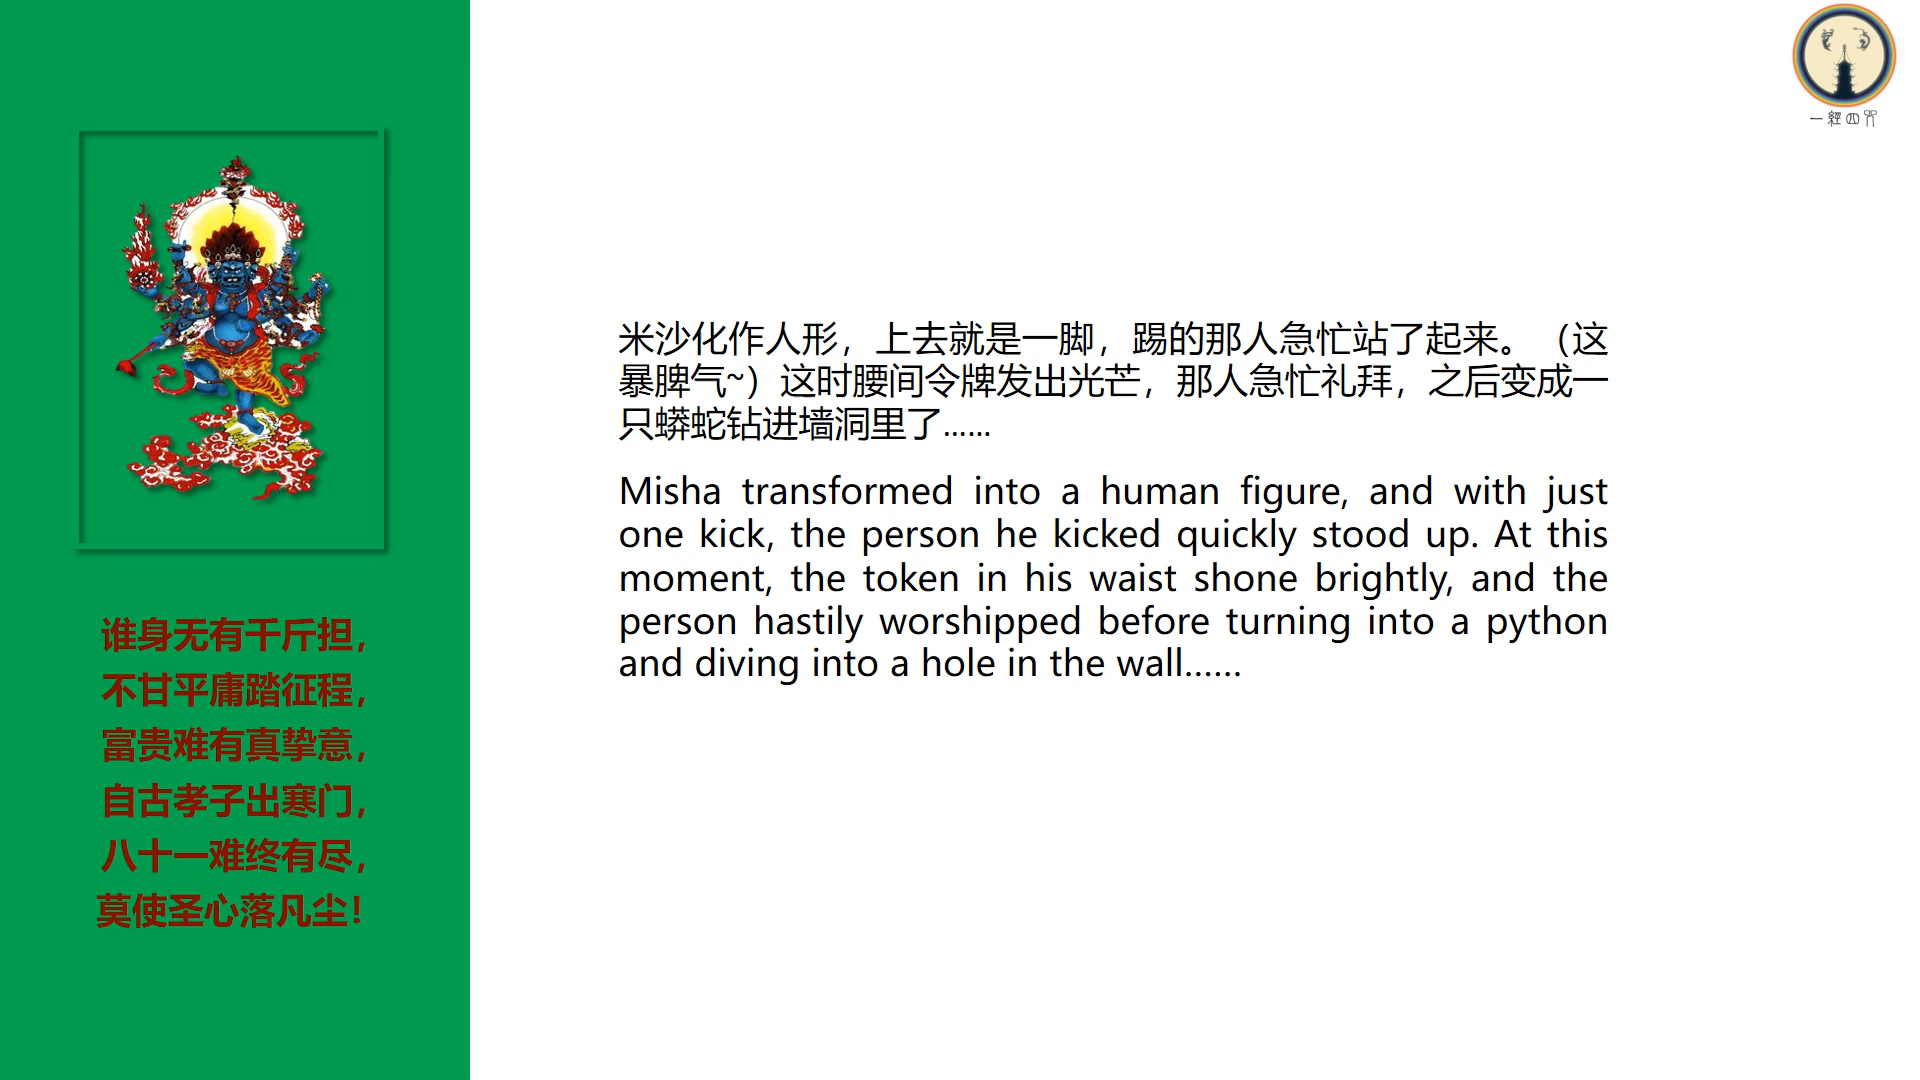 一經四咒
谁身无有千斤担，
不甘平庸踏征程，
富贵难有真挚意，
自古孝子出寒门，
八十一难终有尽，
莫使圣心落凡尘！
米沙化作人形，上去就是一脚，踢的那人急忙站了起来。（这
暴脾气~）这时腰间令牌发出光芒，那人急忙礼拜，之后变成一
只蟒蛇钻进墙洞里了......
Misha transformed into a human figure, and with just
one kick, the person he kicked quickly stood up. At this
moment, the token in his waist shone brightly, and the
person hastily worshipped before turning into a python
and diving into a hole in the wall......